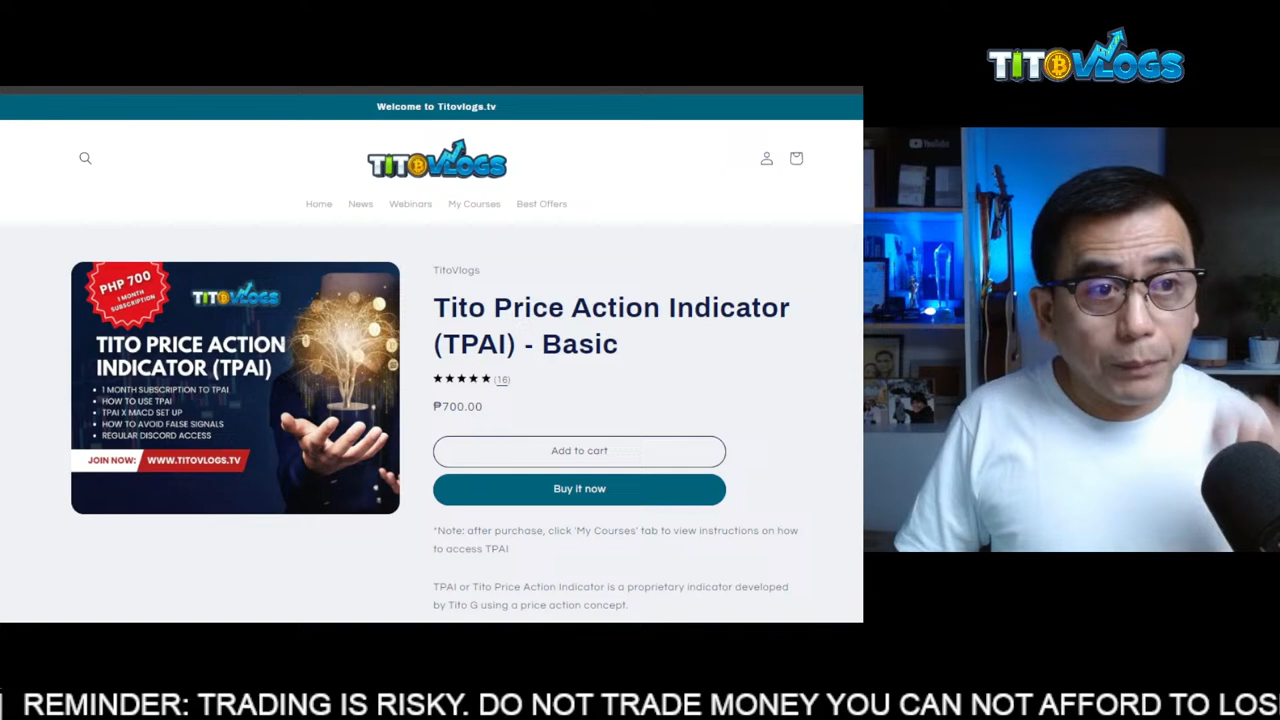 TITOVLOGS
Welcome to Titovlogs.tv
TITOVLOGS
Home News Webinars My Courses Best Offers
PHP 700
1 MONTH
SUBSCRIPTION
TITOVLOGS
TITO PRICE ACTION
INDICATOR (TPAI)
• 1 MONTH SUBSCRIPTION TO TPAI
• HOW TO USE TPAI
• TPAI X MACD SET UP
• HOW TO AVOID FALSE SIGNALS
• REGULAR DISCORD ACCESS
JOIN NOW: WWW.TITOVLOGS.TV
TitoVlogs
Tito Price Action Indicator
(TPAI) - Basic
★★★★★ (16)
₱700.00
Add to cart
Buy it now
*Note: after purchase, click 'My Courses' tab to view instructions on how
to access TPAI
TPAI or Tito Price Action Indicator is a proprietary indicator developed
by Tito G using a price action concept.
YouTube
REMINDER: TRADING IS RISKY. DO NOT TRADE MONEY YOU CAN NOT AFFORD TO LOS